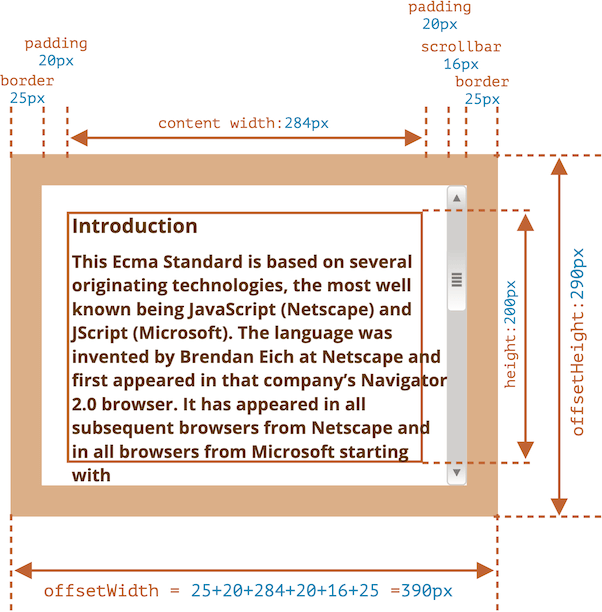 padding
20px
padding
20px
scrollbar
16px
border
25px
border
25px
content width:284px
Introduction
This Ecma Standard is based on several
originating technologies, the most well
known being JavaScript (Netscape) and
JScript (Microsoft). The language was
invented by Brendan Eich at Netscape and
first appeared in that company’s Navigator
2.0 browser. It has appeared in all
subsequent browsers from Netscape and
in all browsers from Microsoft starting
with
height:200px
offsetHeight:290px
offsetWidth = 25+20+284+20+16+25 =390px